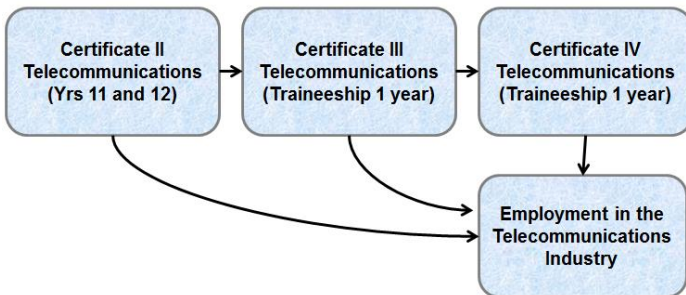 Certificate II
Telecommunications
(Yrs 11 and 12)
Certificate III
Telecommunications
(Traineeship 1 year)
Certificate IV
Telecommunications
(Traineeship 1 year)
Employment in the
Telecommunications
Industry